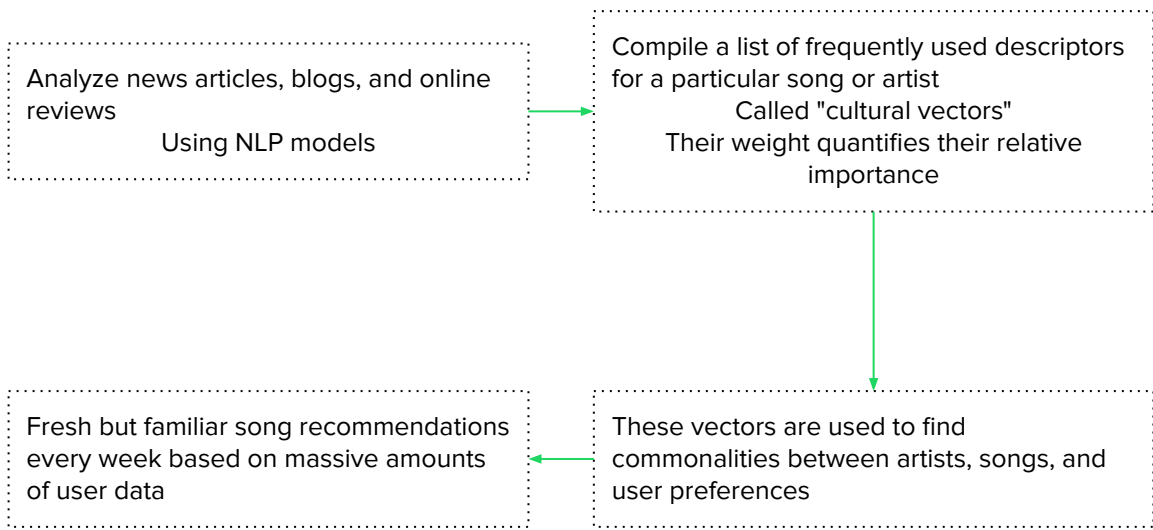 Analyze news articles, blogs, and online
reviews
Using NLP models
Compile a list of frequently used descriptors
for a particular song or artist
Called "cultural vectors"
Their weight quantifies their relative
importance
These vectors are used to find
commonalities between artists, songs, and
user preferences
Fresh but familiar song recommendations
every week based on massive amounts
of user data